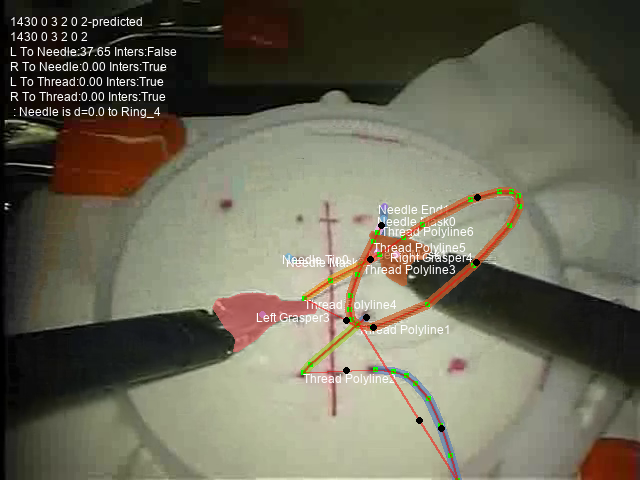 1430 0 3 2 0 2-predicted
1430 0 3 2 0 2
L To Needle:37.65 Inters:False
R To Needle:0.00 Inters:True
L To Thread:0.00 Inters:True
R To Thread:0.00 Inters:True
: Needle is d=0.0 to Ring_4
Needle End1
Needle Mask0
Thread Polyline6
Thread Polyline5
Right Grasper4
Needle Tip0
Needle
Thread Polyline3
Thread Polyline4
Left Grasper3
Thread Polyline1
Thread Polyline2